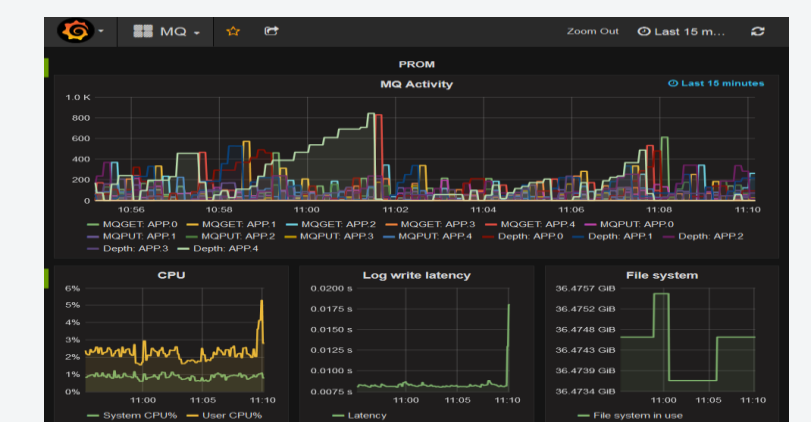 MQ
Zoom Out Last 15 m...
PROM
MQ Activity
Last 15 minutes
1.0 K
800
600
400
200
0
10:56 10:58 11:00 11:02 11:04 11:06 11:08 11:10
MQGET: APP.0 MQGET: APP.1 MQGET: APP.2 MQGET: APP.3 MQGET: APP.4 MQPUT: APP.0
MQPUT: APP.1 MQPUT: APP.2 MQPUT: APP.3 MQPUT: APP.4 Depth: APP.0 Depth: APP.1 Depth: APP.2
Depth: APP.3 Depth: APP.4
CPU
6%
5%
4%
3%
2%
1%
0%
11:00 11:05 11:10
System CPU% User CPU%
Log write latency
0.0200 s
0.0175 s
0.0150 s
0.0125 s
0.0100 s
0.0075 s
11:00 11:05 11:10
Latency
File system
36.4757 GiB
36.4752 GiB
36.4748 GiB
36.4743 GiB
36.4739 GiB
36.4734 GiB
11:00 11:05 11:10
File system in use